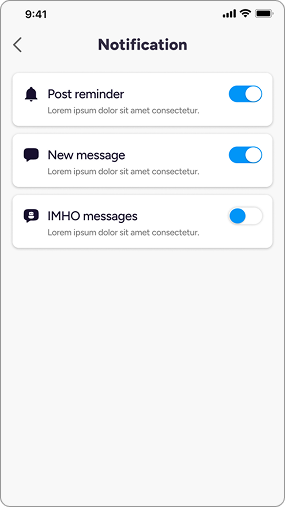 9:41
Notification
Post reminder
Lorem ipsum dolor sit amet consectetur.
New message
Lorem ipsum dolor sit amet consectetur.
IMHO messages
Lorem ipsum dolor sit amet consectetur.